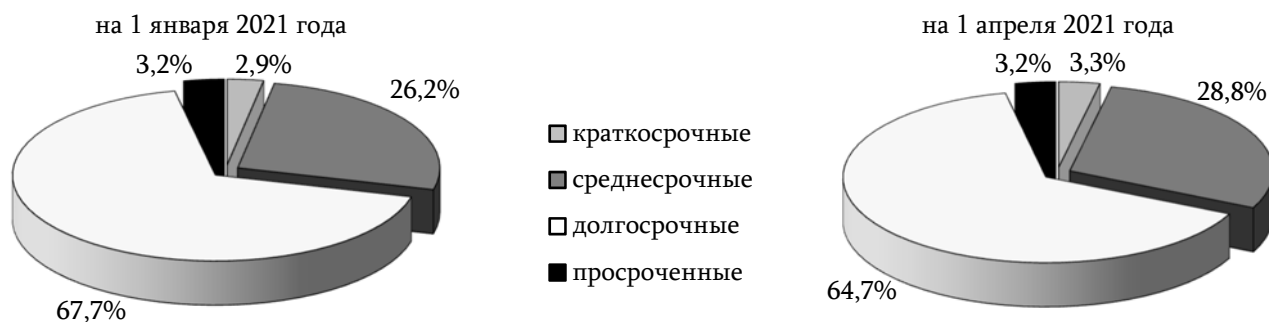 на 1 января 2021 года
3,2%
2,9%
26,2%
67,7%
краткосрочные
среднесрочные
долгосрочные
просроченные
на 1 апреля 2021 года
3,2%
3,3%
28,8%
64,7%